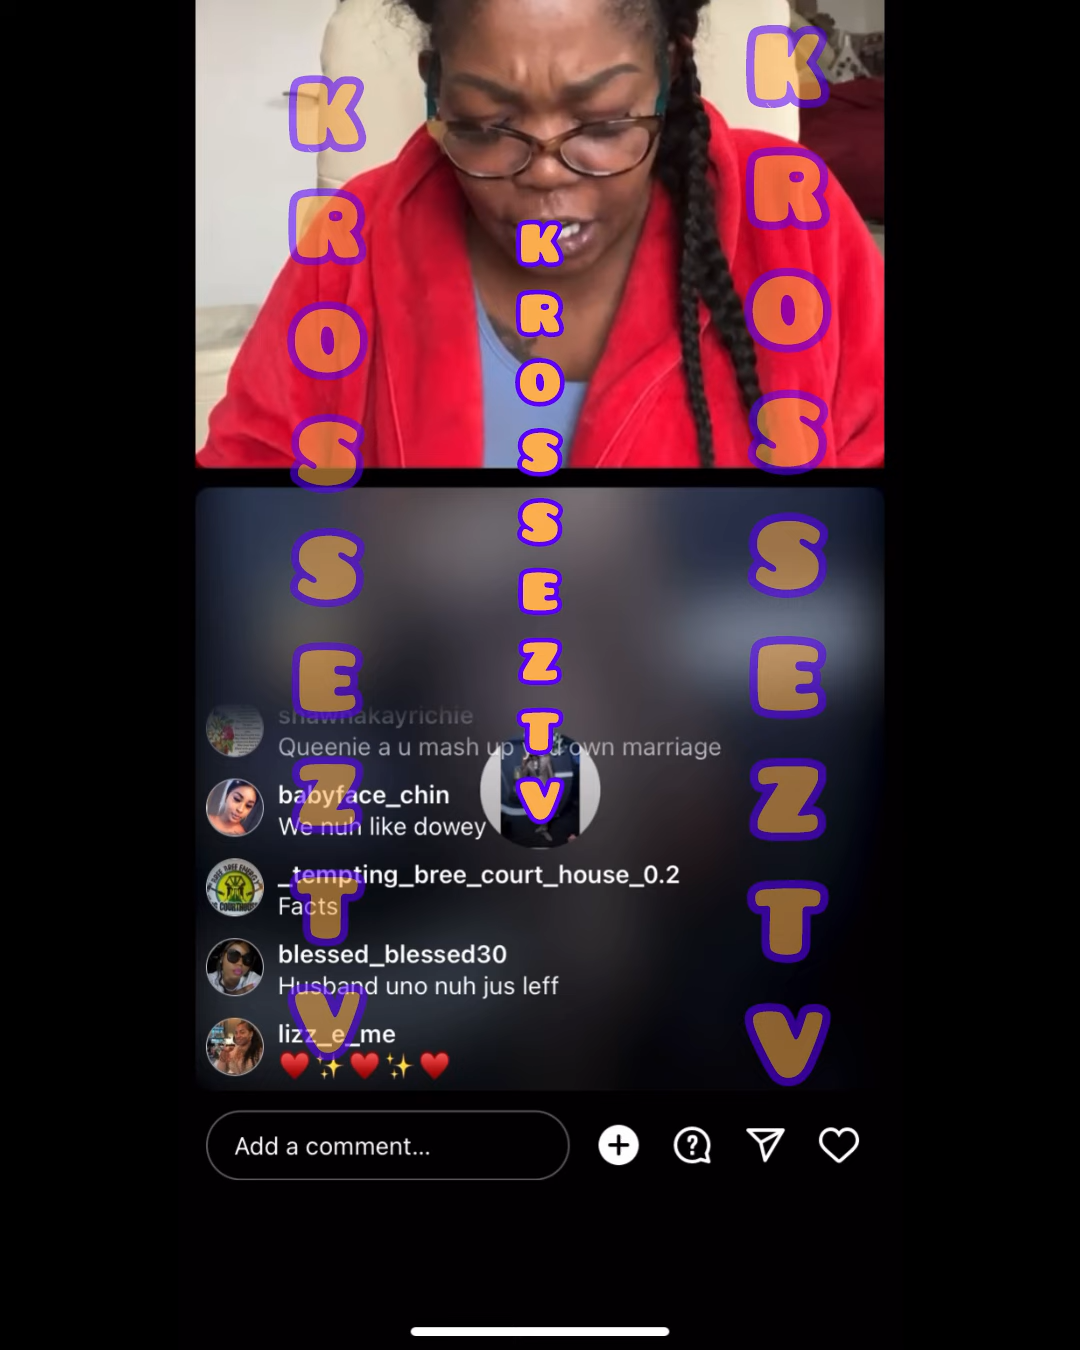 KROSSEZTV
KROSSEZTV
KROSSEZTV
shawnakayrichie
Queenie a u mash up you own marriage
babyface_chin
We nuh like dowey
_tempting_bree_court_house_0.2
Facts
blessed_blessed30
Husband uno nuh jus leff
lizz_e_me
♥️✨♥️✨♥️
Add a comment...